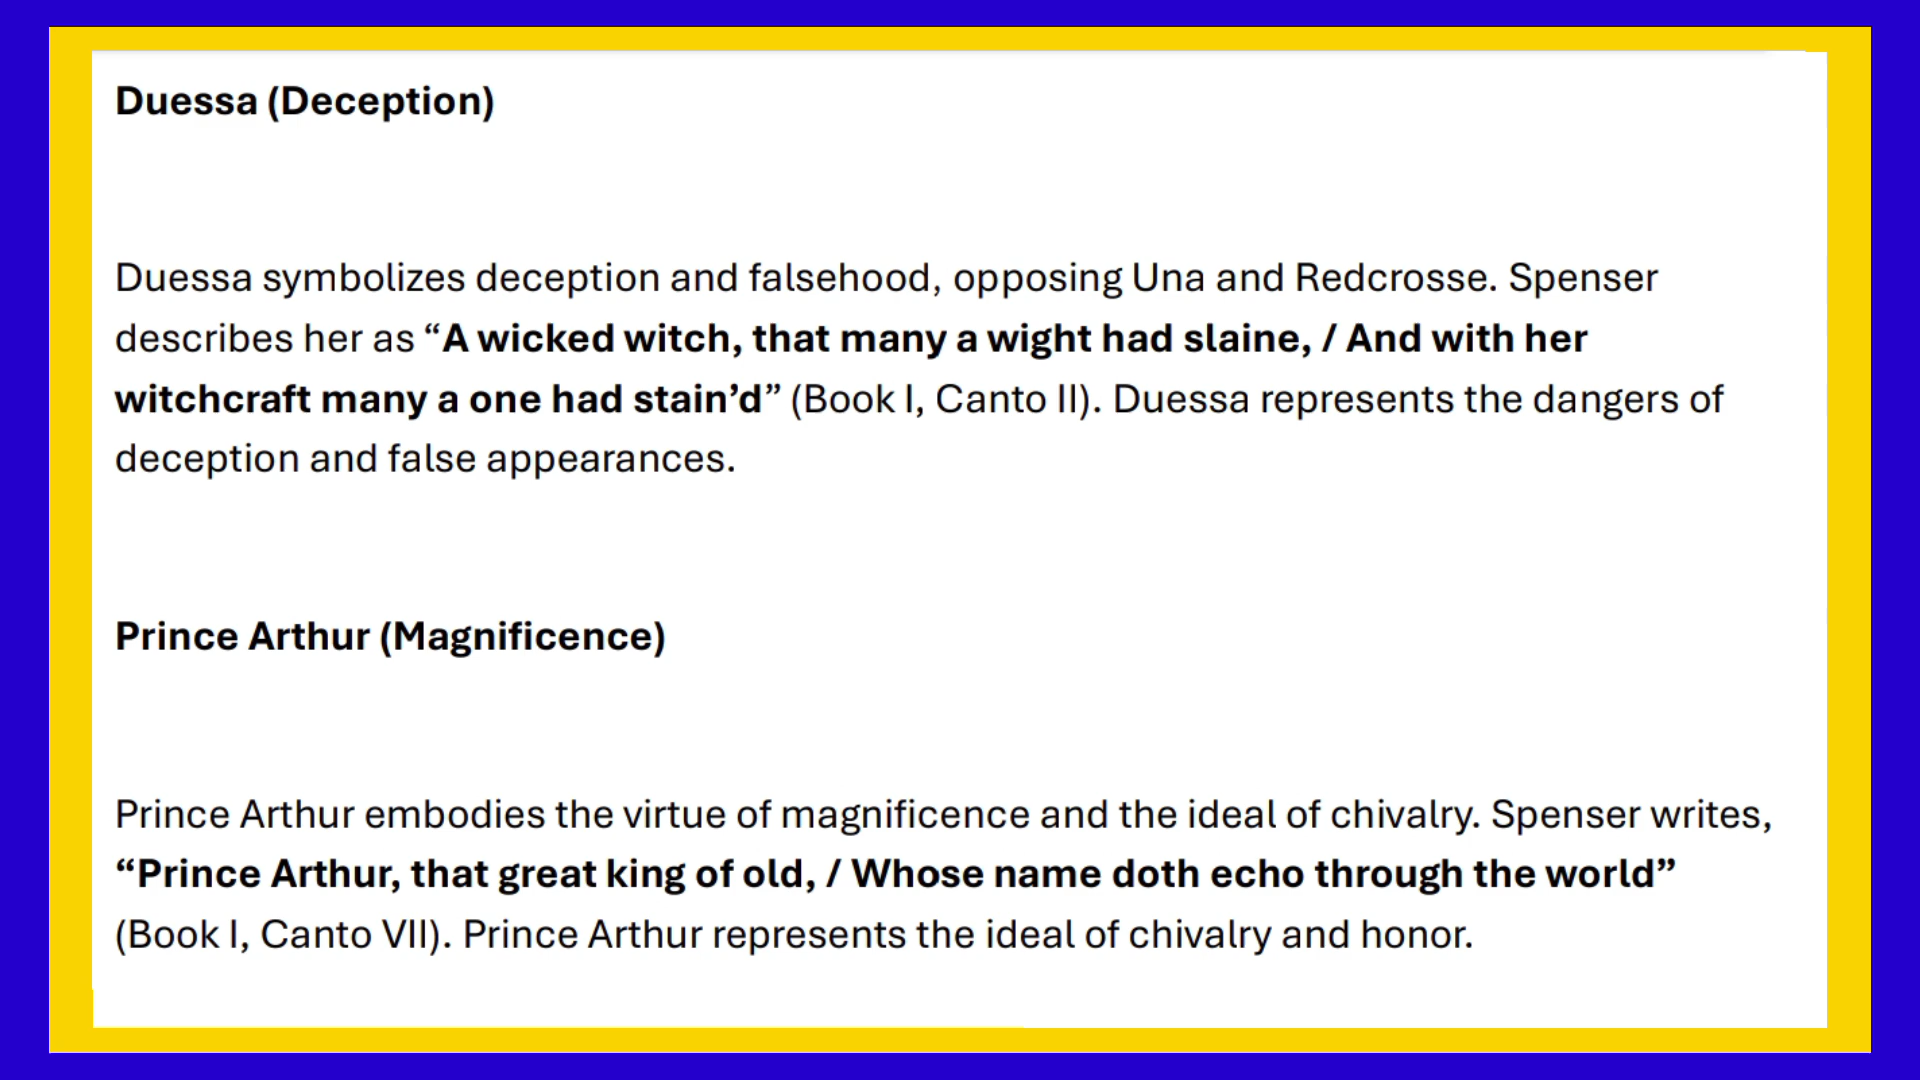 Duessa (Deception)
Duessa symbolizes deception and falsehood, opposing Una and Redcrosse. Spenser
describes her as “A wicked witch, that many a wight had slaine, / And with her
witchcraft many a one had stain’d” (Book I, Canto II). Duessa represents the dangers of
deception and false appearances.
Prince Arthur (Magnificence)
Prince Arthur embodies the virtue of magnificence and the ideal of chivalry. Spenser writes,
“Prince Arthur, that great king of old, / Whose name doth echo through the world”
(Book I, Canto VII). Prince Arthur represents the ideal of chivalry and honor.